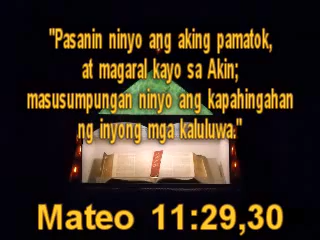 "Pasanin ninyo ang aking pamatok,
at magaral kayo sa Akin;
masusumpungan ninyo ang kapahingahan
ng inyong mga kaluluwa."
Mateo 11:29,30